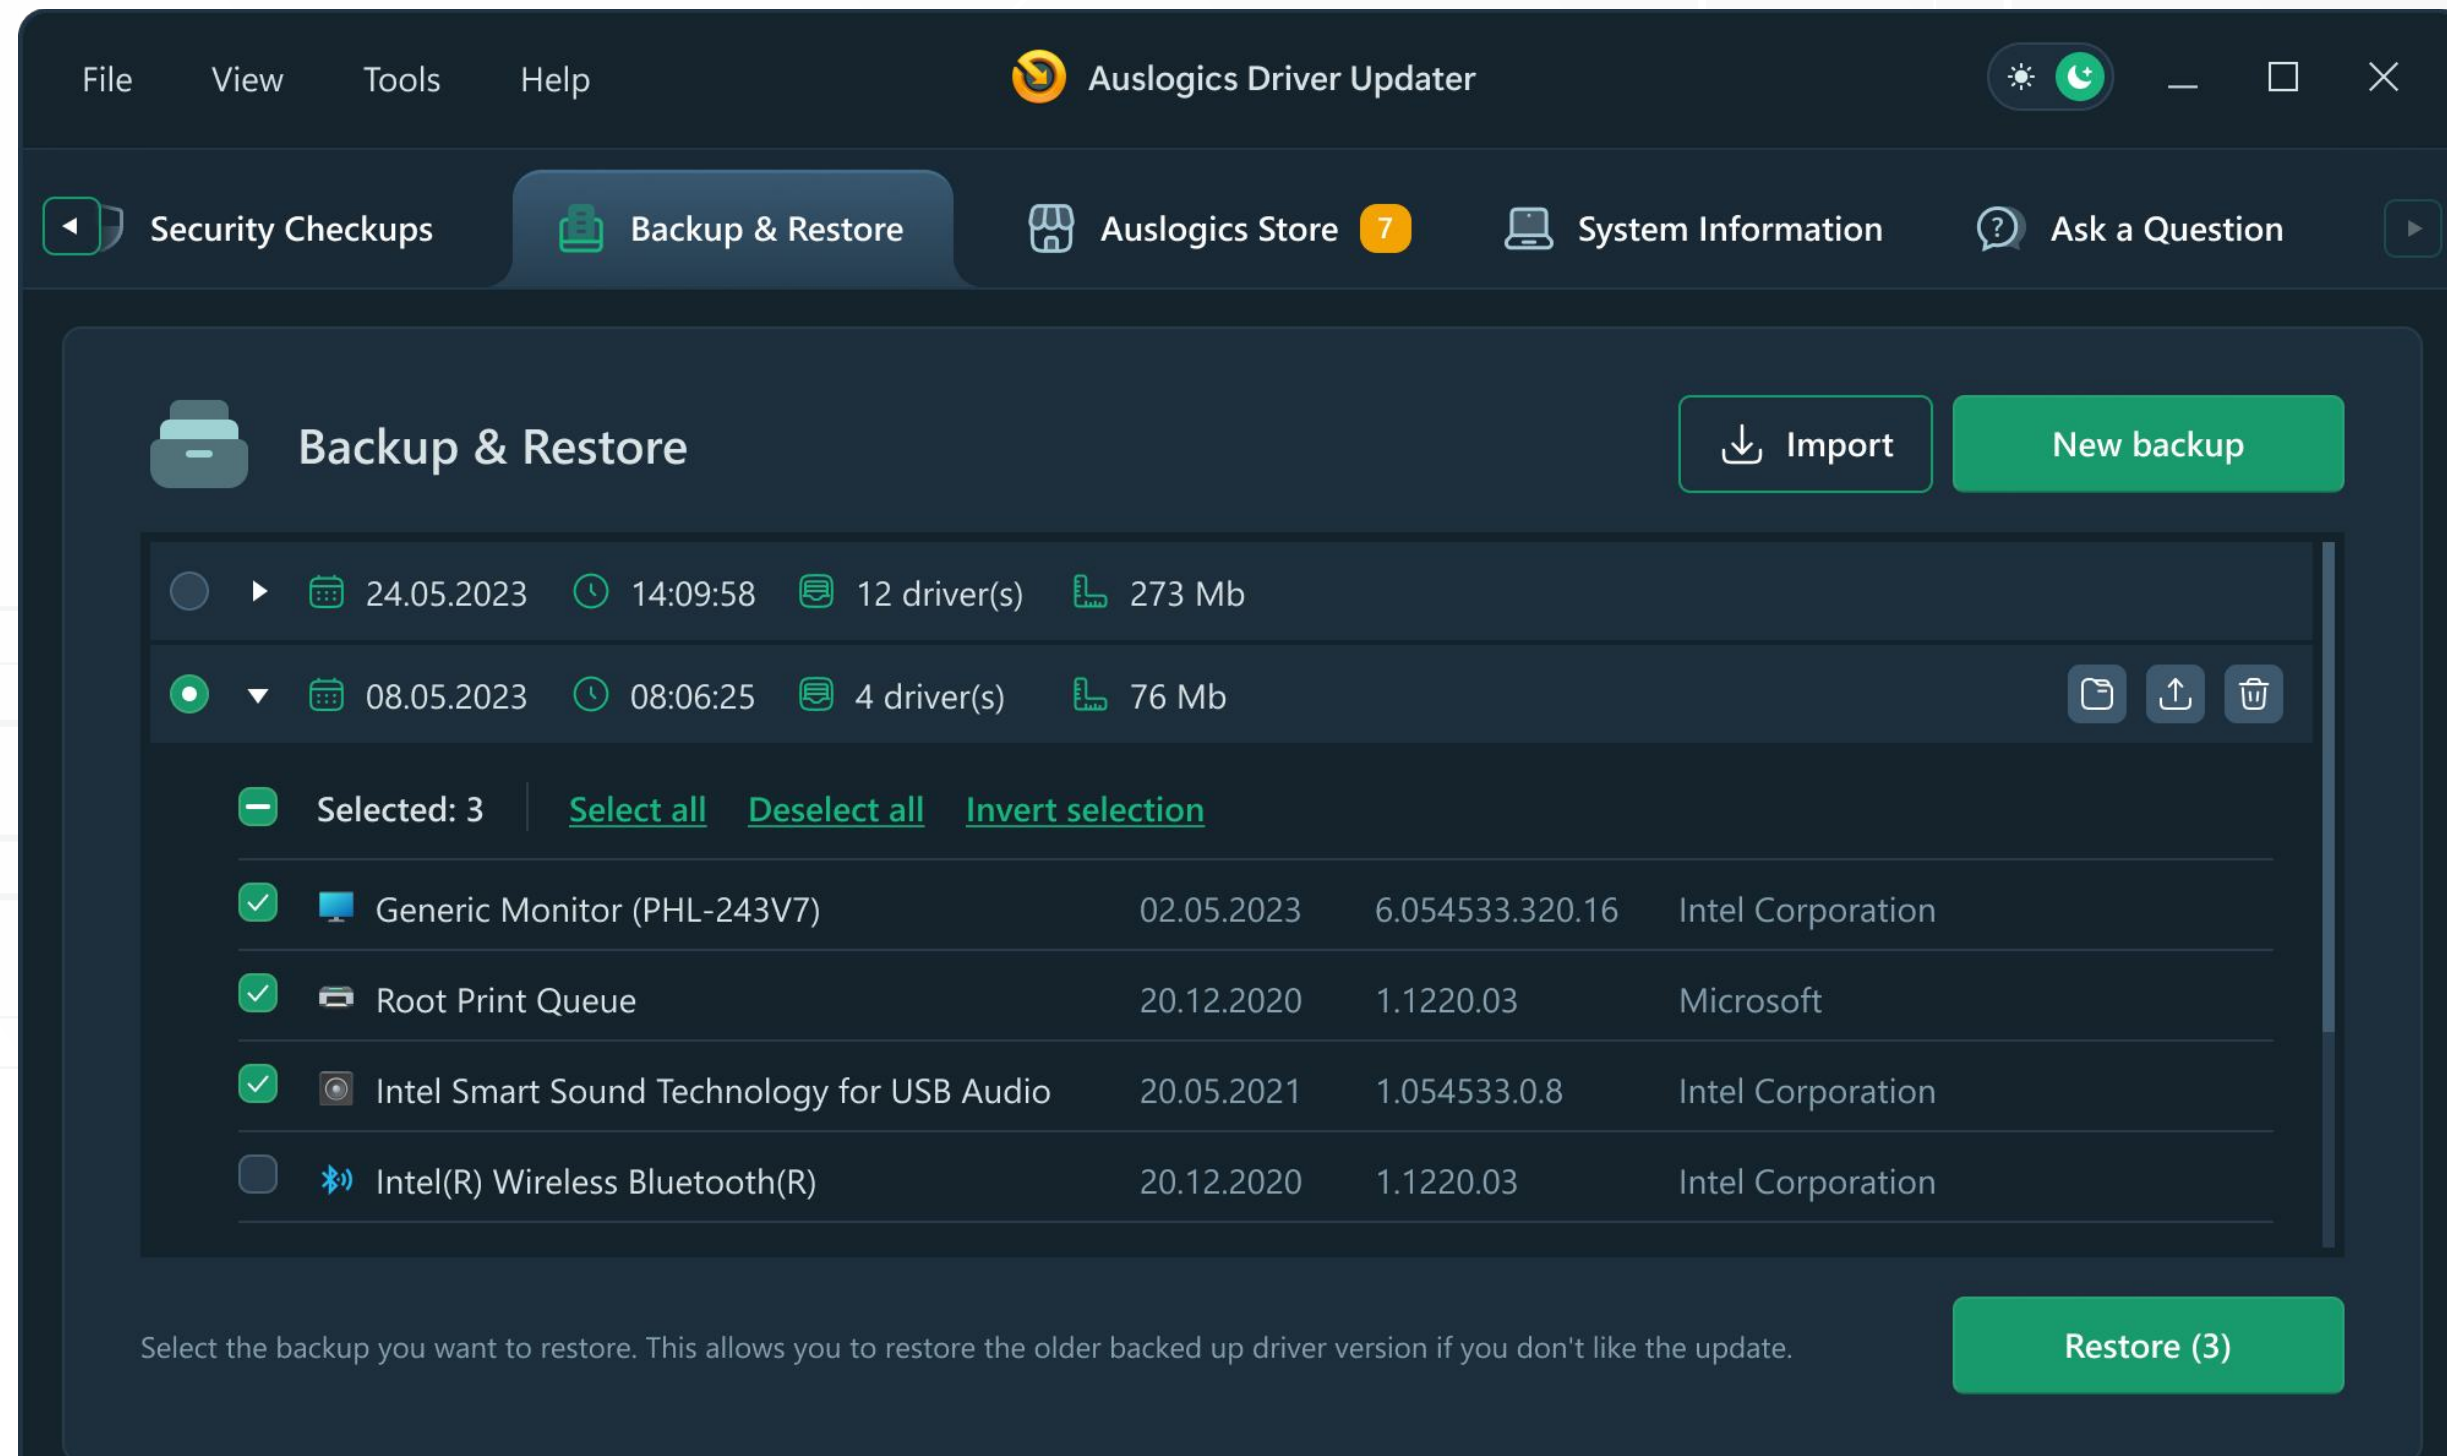 File View Tools Help Auslogics Driver Updater
Security Checkups Backup & Restore Auslogics Store 7 System Information Ask a Question
Backup & Restore Import New backup
24.05.2023 14:09:58 12 driver(s) 273 Mb
08.05.2023 08:06:25 4 driver(s) 76 Mb
Selected: 3 Select all Deselect all Invert selection
Generic Monitor (PHL-243V7) 02.05.2023 6.054533.320.16 Intel Corporation
Root Print Queue 20.12.2020 1.1220.03 Microsoft
Intel Smart Sound Technology for USB Audio 20.05.2021 1.054533.0.8 Intel Corporation
Intel(R) Wireless Bluetooth(R) 20.12.2020 1.1220.03 Intel Corporation
Select the backup you want to restore. This allows you to restore the older backed up driver version if you don't like the update. Restore (3)